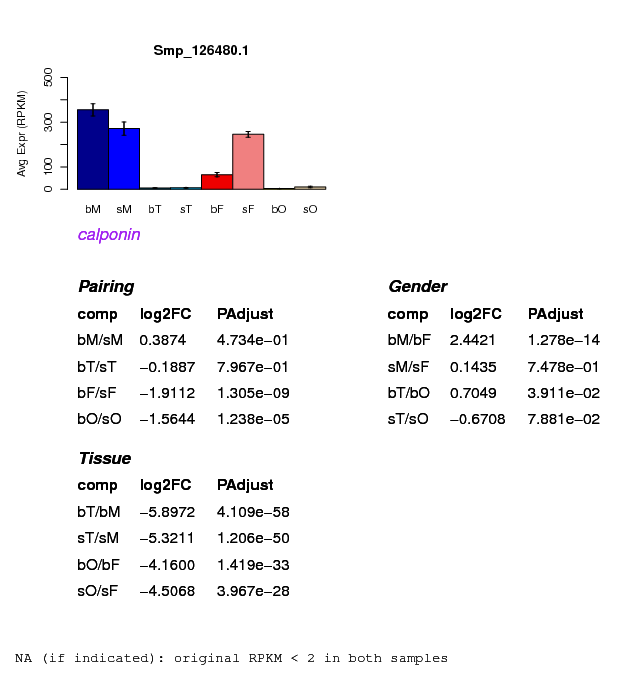 Smp_126480.1
Avg Expr (RPKM)
0 100 300 500
bM sM bT sT bF sF bO sO
calponin
Pairing
comp log2FC PAdjust
bM/sM 0.3874 4.734e−01
bT/sT −0.1887 7.967e−01
bF/sF −1.9112 1.305e−09
bO/sO −1.5644 1.238e−05
Gender
comp log2FC PAdjust
bM/bF 2.4421 1.278e−14
sM/sF 0.1435 7.478e−01
bT/bO 0.7049 3.911e−02
sT/sO −0.6708 7.881e−02
Tissue
comp log2FC PAdjust
bT/bM −5.8972 4.109e−58
sT/sM −5.3211 1.206e−50
bO/bF −4.1600 1.419e−33
sO/sF −4.5068 3.967e−28
NA (if indicated): original RPKM < 2 in both samples